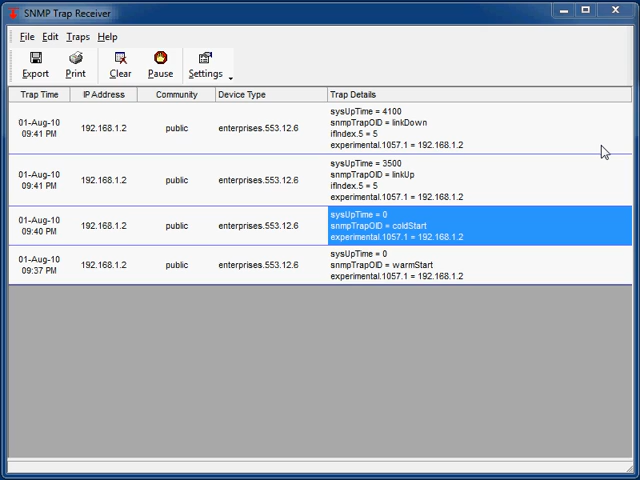 SNMP Trap Receiver
File Edit Traps Help
Export Print Clear Pause Settings
Trap Time IP Address Community Device Type Trap Details
01-Aug-10
09:41 PM
192.168.1.2
public
enterprises.553.12.6
sysUpTime = 4100
snmpTrapOID = linkDown
ifIndex.5 = 5
experimental.1057.1 = 192.168.1.2
01-Aug-10
09:41 PM
192.168.1.2
public
enterprises.553.12.6
sysUpTime = 3500
snmpTrapOID = linkUp
ifIndex.5 = 5
experimental.1057.1 = 192.168.1.2
01-Aug-10
09:40 PM
192.168.1.2
public
enterprises.553.12.6
sysUpTime = 0
snmpTrapOID = coldStart
experimental.1057.1 = 192.168.1.2
01-Aug-10
09:37 PM
192.168.1.2
public
enterprises.553.12.6
sysUpTime = 0
snmpTrapOID = warmStart
experimental.1057.1 = 192.168.1.2